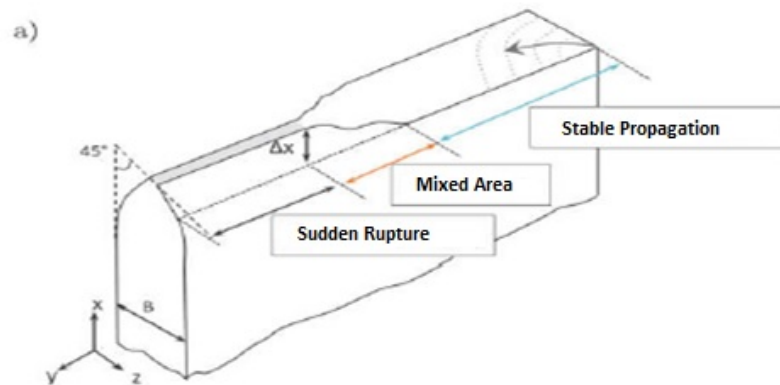 a)
45°
Δx
Stable Propagation
Mixed Area
Sudden Rupture
B
x
y
z